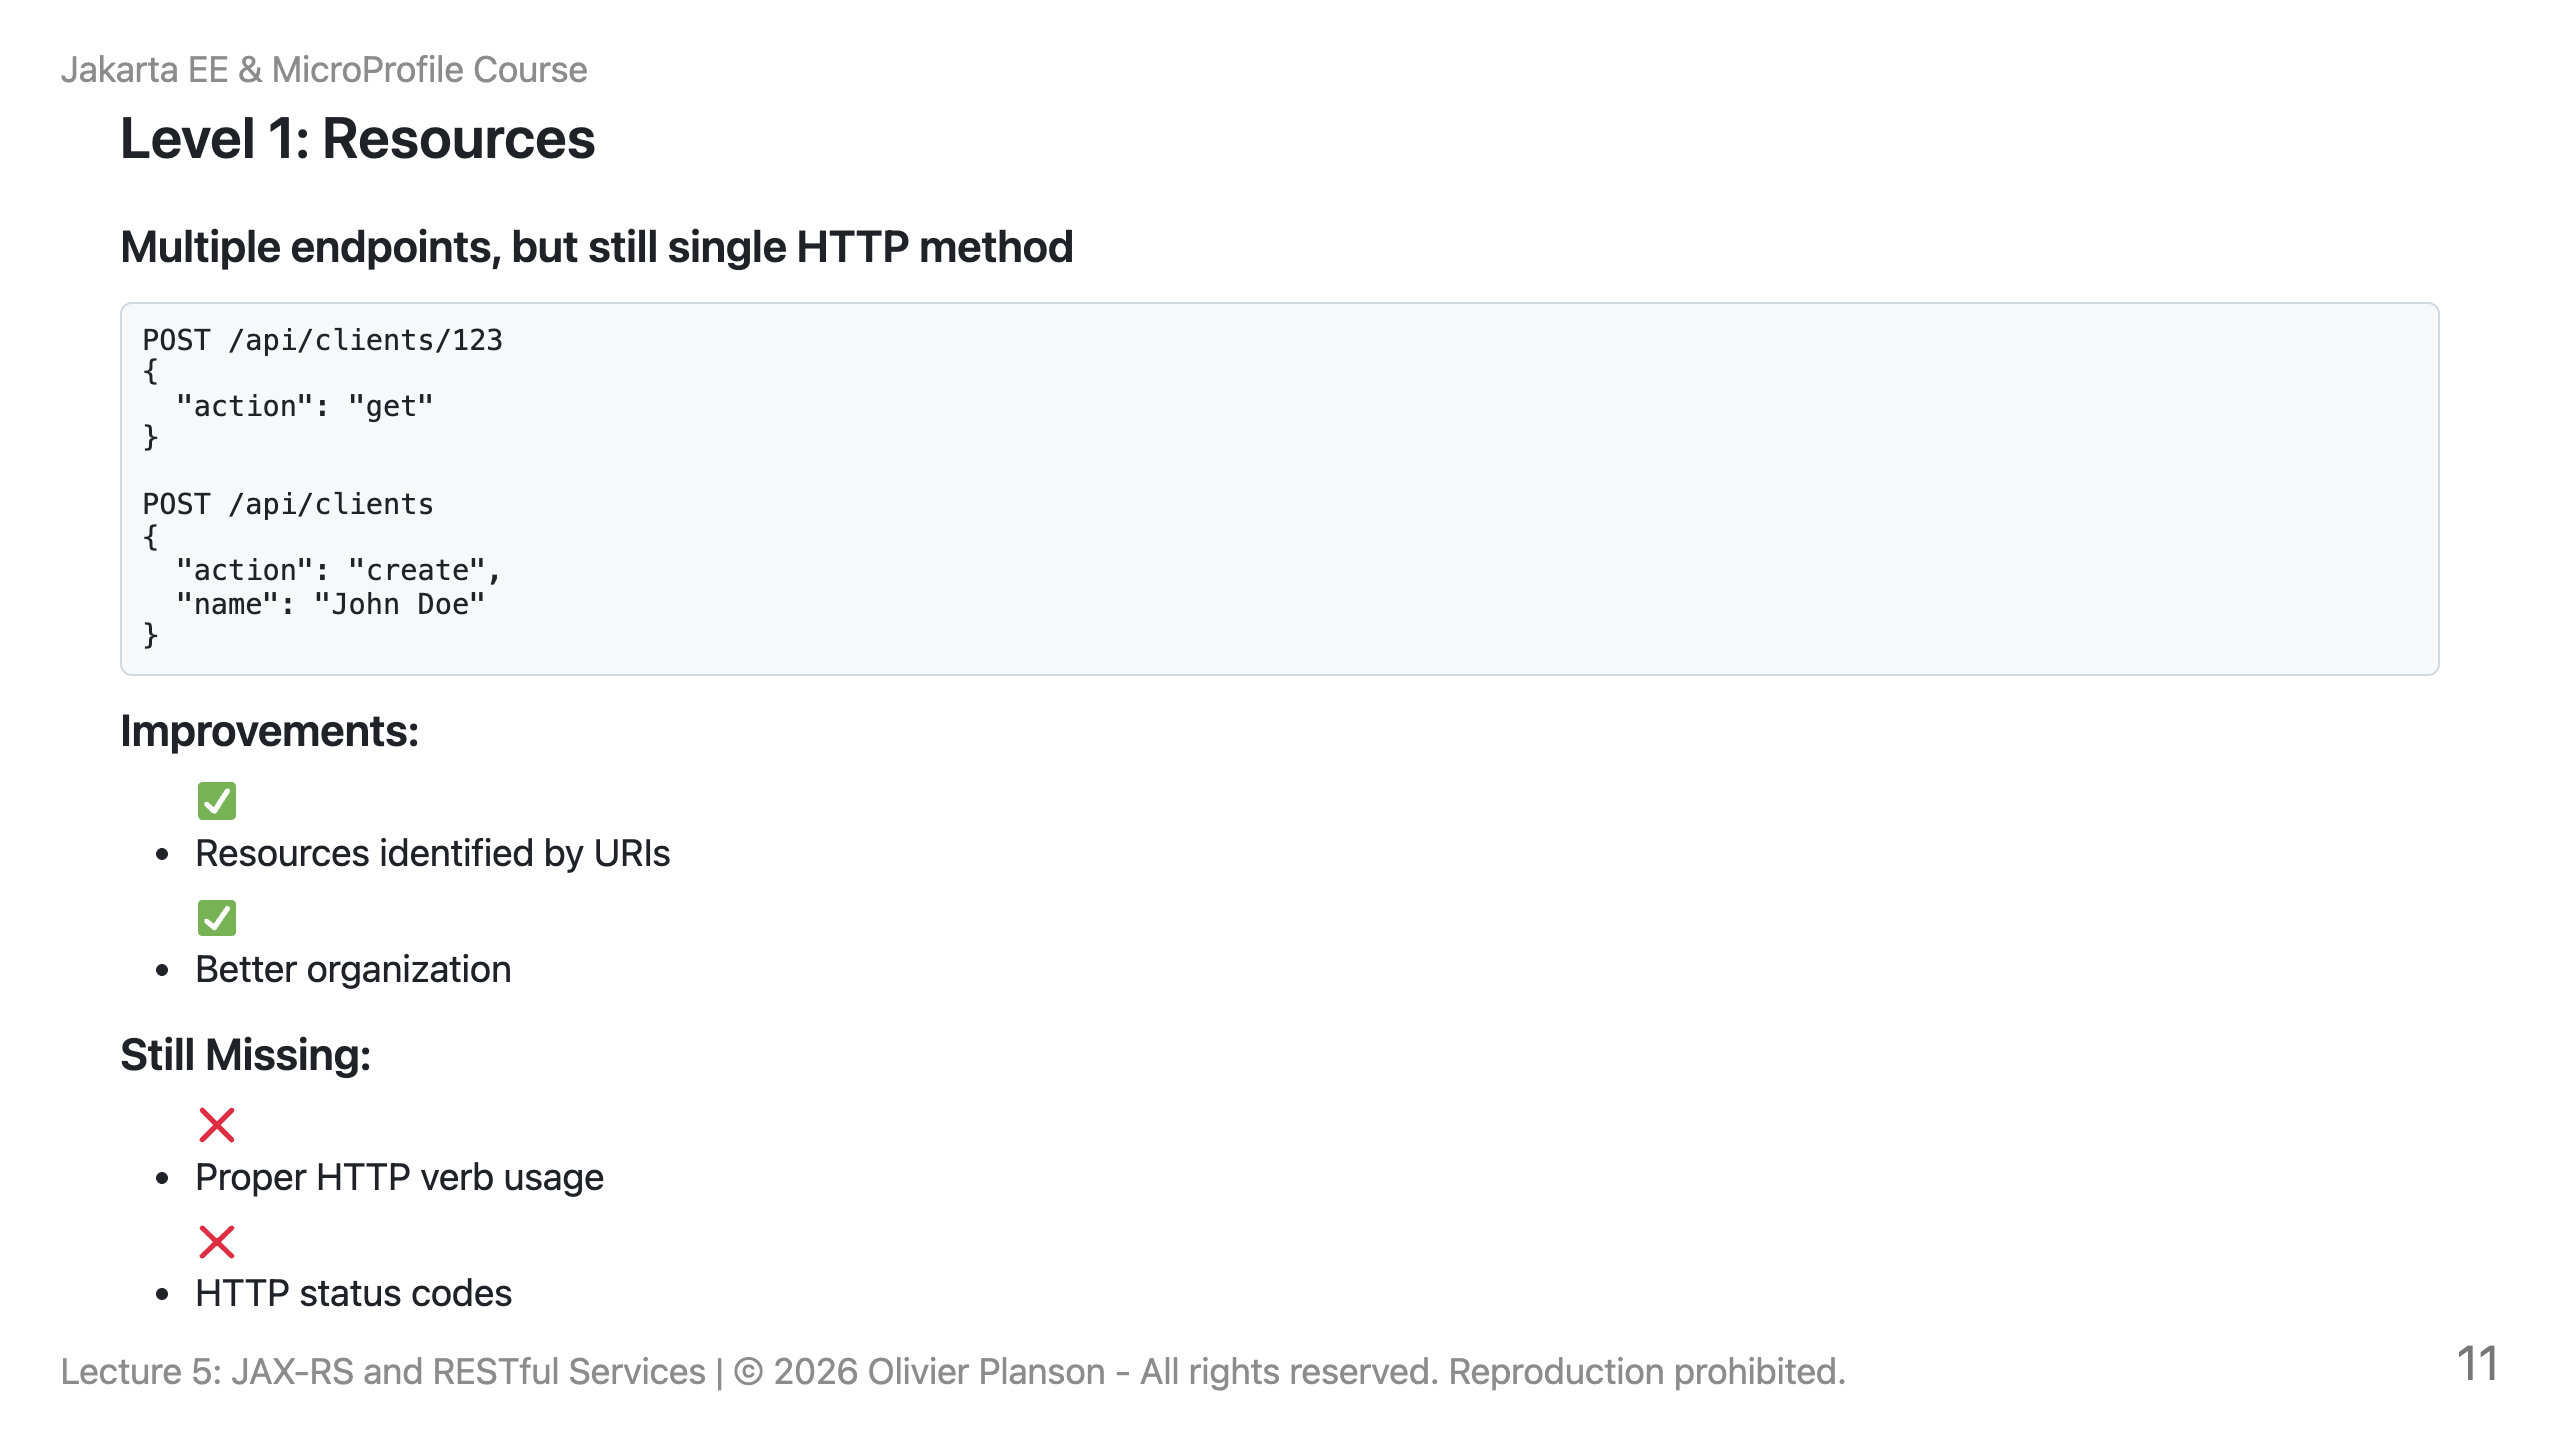 Jakarta EE & MicroProfile Course
Level 1: Resources
Multiple endpoints, but still single HTTP method
POST /api/clients/123
{
  "action": "get"
}
POST /api/clients
{
  "action": "create",
  "name": "John Doe"
}
Improvements:
✅
• Resources identified by URIs
✅
• Better organization
Still Missing:
❌
• Proper HTTP verb usage
❌
• HTTP status codes
Lecture 5: JAX-RS and RESTful Services | © 2026 Olivier Planson - All rights reserved. Reproduction prohibited.
11